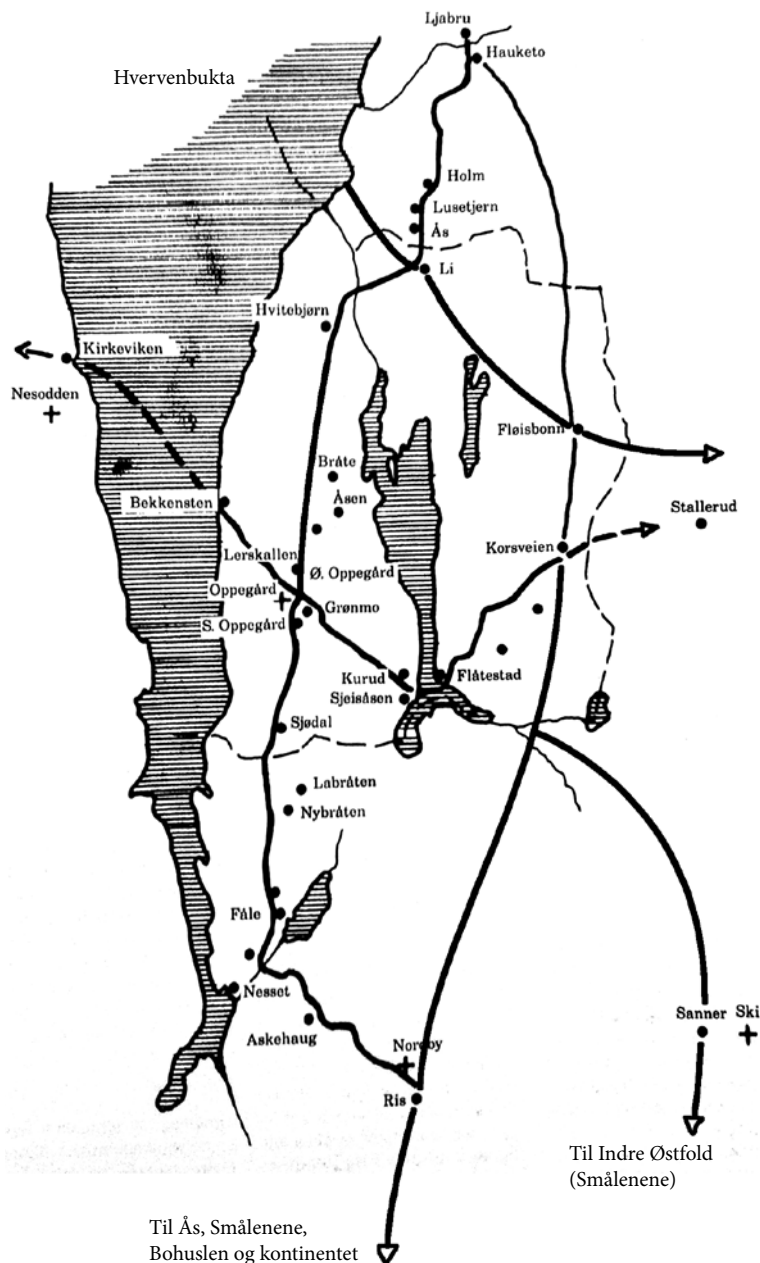 Ljabru
Hauketo
Hvervenbukta
Holm
Lusetjern
Ås
Li
Hvitebjørn
Kirkeviken
Nesodden
Fløisbonn
Bråte
Bekkensten
Åsen
Stallerud
Korsveien
Lerskallen
Ø. Oppegård
Oppegård
Grønmo
S. Oppegård
Kurud
Flåtestad
Sjeisåsen
Sjødal
Labråten
Nybråten
Fåle
Nesset
Askehaug
Sanner
Ski
Nordby
Ris
Til Indre Østfold
(Smålenene)
Til Ås, Smålenene,
Bohuslen og kontinentet